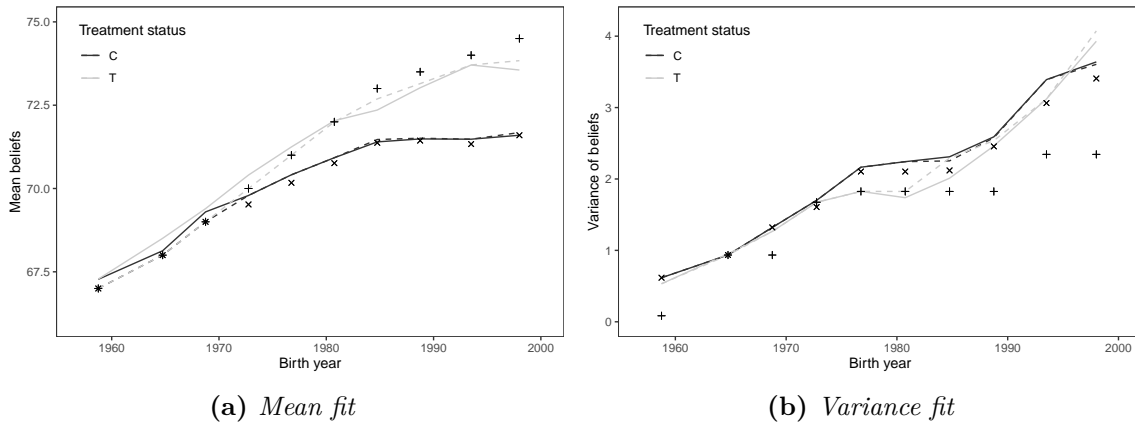 Treatment status
C
T
75.0
72.5
70.0
67.5
Mean beliefs
1960
1970
1980
1990
2000
Birth year
(a) Mean fit
Treatment status
C
T
4
3
2
1
0
Variance of beliefs
1960
1970
1980
1990
2000
Birth year
(b) Variance fit